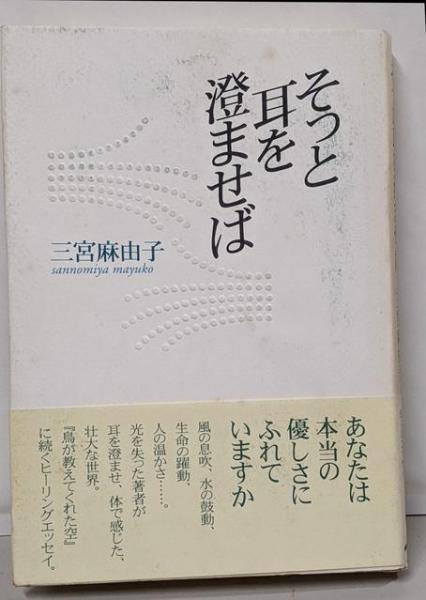 そっと
耳を
澄ませば
三宮麻由子
sannomiya mayuko
あなたは
本当の
優しさに
ふれて
いますか
風の息吹、水の鼓動、
生命の躍動、
人の温かさ……。
光を失った著者が
耳を澄ませ、体で感じた、
壮大な世界。
『鳥が教えてくれた空』
に続くヒーリングエッセイ。